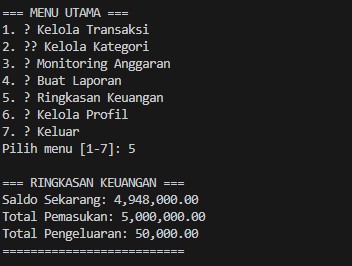 === MENU UTAMA ===
1. ? Kelola Transaksi
2. ?? Kelola Kategori
3. ? Monitoring Anggaran
4. ? Buat Laporan
5. ? Ringkasan Keuangan
6. ? Kelola Profil
7. ? Keluar
Pilih menu [1-7]: 5
=== RINGKASAN KEUANGAN ===
Saldo Sekarang: 4,948,000.00
Total Pemasukan: 5,000,000.00
Total Pengeluaran: 50,000.00
==========================